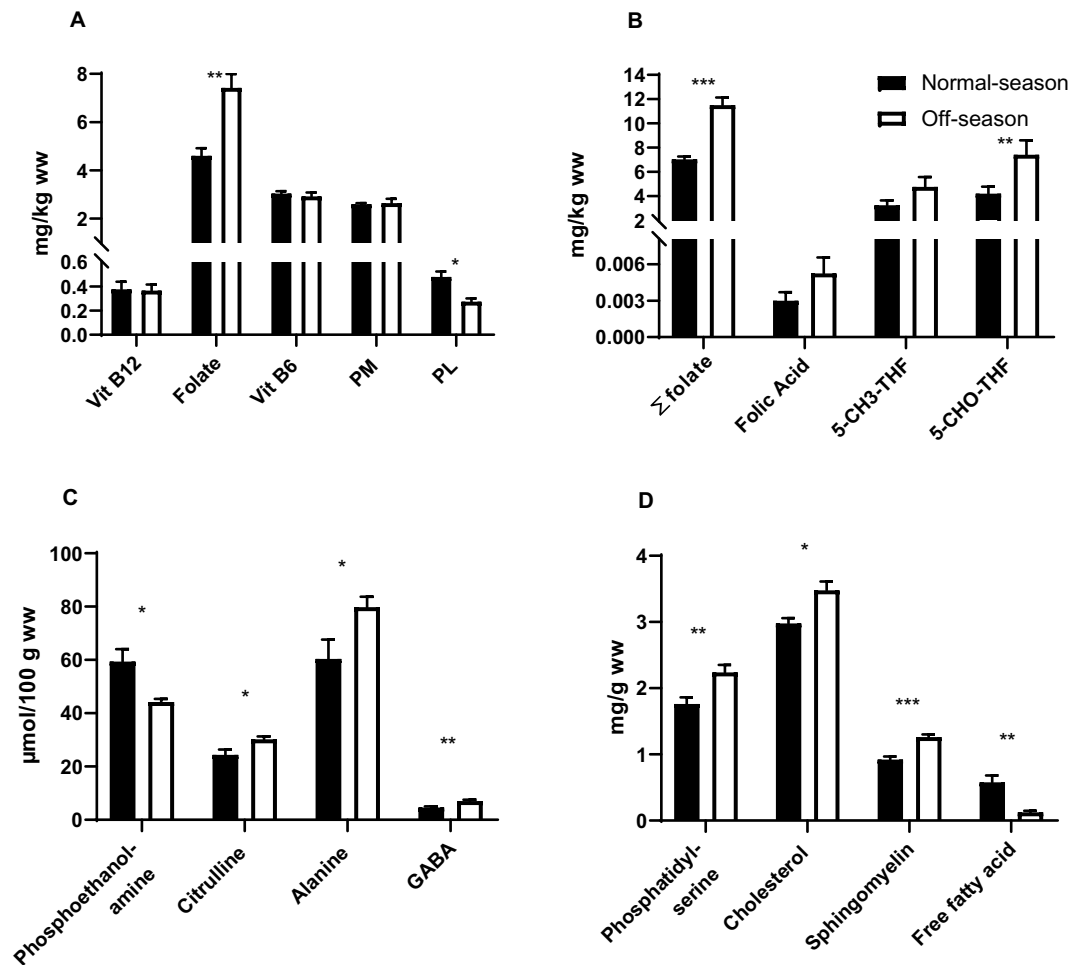 A
mg/kg ww
8
6
4
2
0.6
0.4
0.2
0.0
**
*
Vit B12
Folate
Vit B6
PM
PL
B
mg/kg ww
14
12
10
8
6
4
2
0.006
0.003
0.000
***
**
Normal-season
Off-season
Σ folate
Folic Acid
5-CH3-THF
5-CHO-THF
C
µmol/100 g ww
100
80
60
40
20
0
*
*
*
**
Phosphoethanol-
amine
Citrulline
Alanine
GABA
D
mg/g ww
4
3
2
1
0
**
*
***
**
Phosphatidyl-
serine
Cholesterol
Sphingomyelin
Free fatty acid